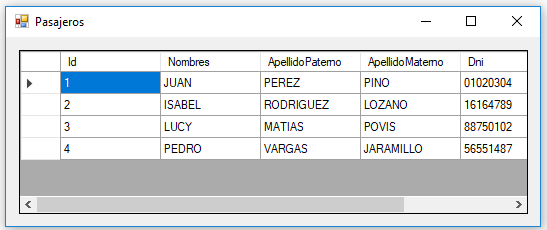 Pasajeros
Id Nombres ApellidoPaterno ApellidoMaterno Dni
1 JUAN PEREZ PINO 01020304
2 ISABEL RODRIGUEZ LOZANO 16164789
3 LUCY MATIAS POVIS 88750102
4 PEDRO VARGAS JARAMILLO 56551487